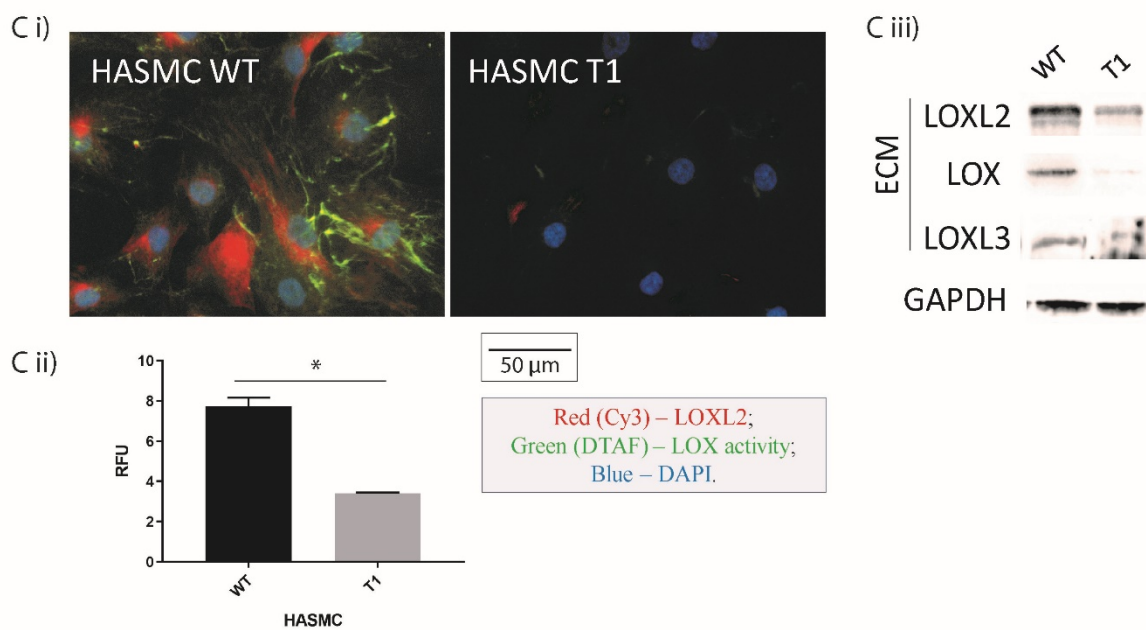 C i)
HASMC WT
HASMC T1
C iii)
WT
T1
ECM
LOXL2
LOX
LOXL3
GAPDH
C ii)
10
8
6
4
2
0
RFU
*
WT
T1
HASMC
50 µm
Red (Cy3) – LOXL2;
Green (DTAF) – LOX activity;
Blue – DAPI.